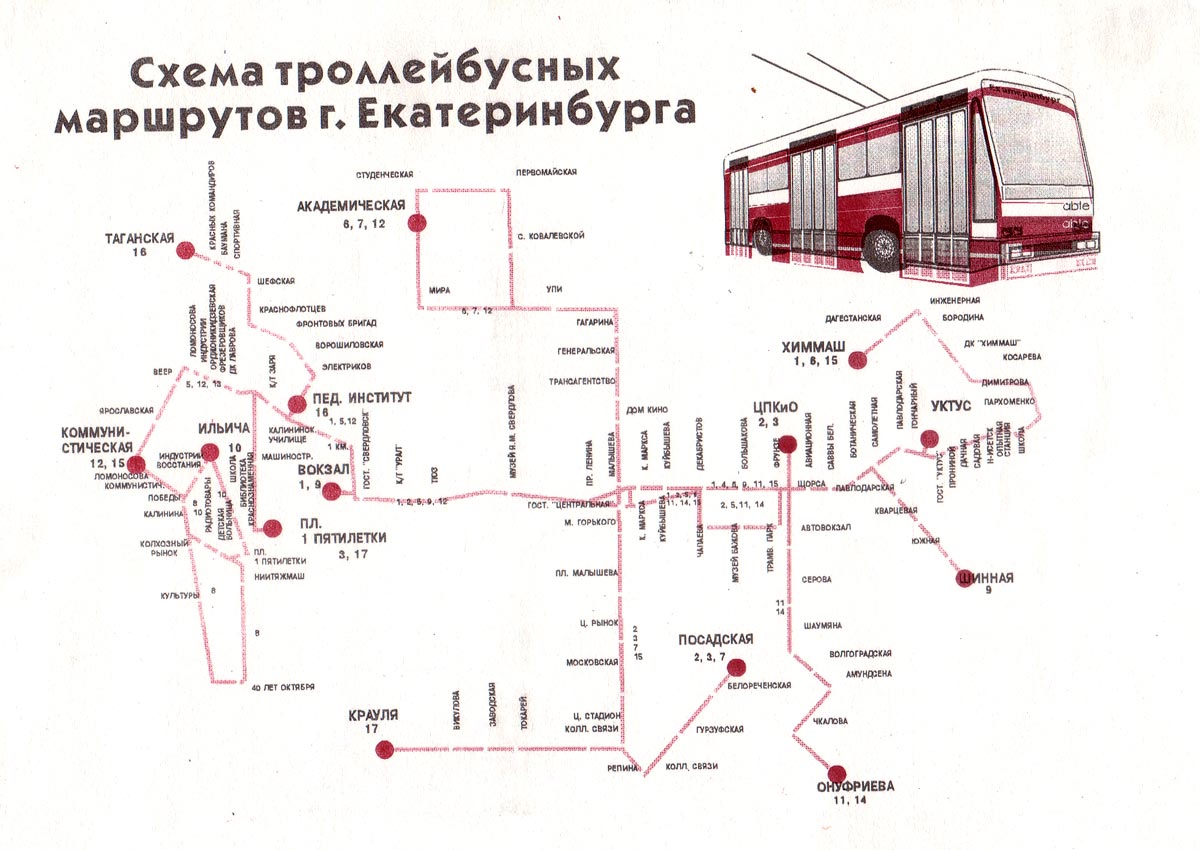 Схема троллейбусных
маршрутов г. Екатеринбурга
Екатеринбург
able
able
СТУДЕНЧЕСКАЯ
ПЕРВОМАЙСКАЯ
АКАДЕМИЧЕСКАЯ
6, 7, 12
С. КОВАЛЕВСКОЙ
МИРА
УПИ
6, 7, 12
ТАГАНСКАЯ
16
КРАСНЫХ КОМАНДИРОВ
БАУМАНА
СПОРТИВНАЯ
ШЕФСКАЯ
КРАСНОФЛОТЦЕВ
ФРОНТОВЫХ БРИГАД
ВОРОШИЛОВСКАЯ
ЭЛЕКТРИКОВ
ЛОМОНОСОВА
ИНДУСТРИИ
ОРДЖОНИКИДЗЕВСКАЯ
ФРЕЗЕРОВЩИКОВ
ДК ЛАВРОВА
К/Т ЗАРЯ
ВЕЕР
5, 12, 13
ПЕД. ИНСТИТУТ
16
1, 5,12
ЯРОСЛАВСКАЯ
КОММУНИ-
СТИЧЕСКАЯ
12, 15
ИЛЬИЧА
10
КАЛИНИНСК.
УЧИЛИЩЕ
1 КМ.
МАШИНОСТР.
ИНДУСТРИИ
ВОССТАНИЯ
ЛОМОНОСОВА
КОММУНИСТИЧ.
ПОБЕДЫ
КАЛИНИНА
8
10
10
РАДИОТОВАРЫ
ДЕТСКАЯ
БОЛЬНИЦА
ШКОЛА
БИБЛИОТЕКА
КРАСНОЗНАМЕННАЯ
КОЛХОЗНЫЙ
РЫНОК
ПЛ.
1 ПЯТИЛЕТКИ
НИИТЯЖМАШ
КУЛЬТУРЫ
8
8
40 ЛЕТ ОКТЯБРЯ
ВОКЗАЛ
1, 9
ПЛ.
1 ПЯТИЛЕТКИ
3, 17
ГОСТ. СВЕРДЛОВСК
К/Т "УРАЛ"
ТЮЗ
МУЗЕЙ Я.М. СВЕРДЛОВА
1, 2, 5, 9, 12
ГАГАРИНА
ГЕНЕРАЛЬСКАЯ
ТРАНСАГЕНТСТВО
ПР. ЛЕНИНА
МАЛЫШЕВА
ДОМ КИНО
К. МАРКСА
КУЙБЫШЕВА
ДЕКАБРИСТОВ
БОЛЬШАКОВА
ФРУНЗЕ
АВИАЦИОННАЯ
САВВЫ БЕЛ.
БОТАНИЧЕСКАЯ
САМОЛЕТНАЯ
ПАВЛОДАРСКАЯ
ГОНЧАРНЫЙ
ЦПКиО
2, 3
ГОСТ. "ЦЕНТРАЛЬНАЯ
1, 2, 5, 9
11, 14, 15
1, 4, 5, 9, 11, 15
2, 5,11, 14
ЩОРСА
М. ГОРЬКОГО
К. МАРКСА
КУЙБЫШЕВА
ЧАПАЕВА
МУЗЕЙ БАЖОВА
ТРАМВ. ПАРК
АВТОВОКЗАЛ
ПАВЛОДАРСКАЯ
КВАРЦЕВАЯ
ЮЖНАЯ
ШИННАЯ
9
ДАГЕСТАНСКАЯ
ИНЖЕНЕРНАЯ
БОРОДИНА
ХИММАШ
1, 6, 15
ДК "ХИММАШ"
КОСАРЕВА
ДИМИТРОВА
ПАРХОМЕНКО
УКТУС
ГОСТ. "УКТУС"
ПРОНИНОЙ
ДАЧНАЯ
САДОВАЯ
Н-ИСЕТСК
ОПЫТНАЯ
СТАНЦИЯ
ШКОЛА
ПЛ. МАЛЫШЕВА
СЕРОВА
11
14
ШАУМЯНА
Ц. РЫНОК
2
3
7
15
МОСКОВСКАЯ
ПОСАДСКАЯ
2, 3, 7
БЕЛОРЕЧЕНСКАЯ
ВОЛГОГРАДСКАЯ
АМУНДСЕНА
ЧКАЛОВА
ГУРЗУФСКАЯ
ОНУФРИЕВА
11, 14
КРАУЛЯ
17
ВИКУЛОВА
ЗАВОДСКАЯ
ТОКАРЕЙ
Ц. СТАДИОН
КОЛЛ. СВЯЗИ
РЕПИНА
КОЛЛ. СВЯЗИ